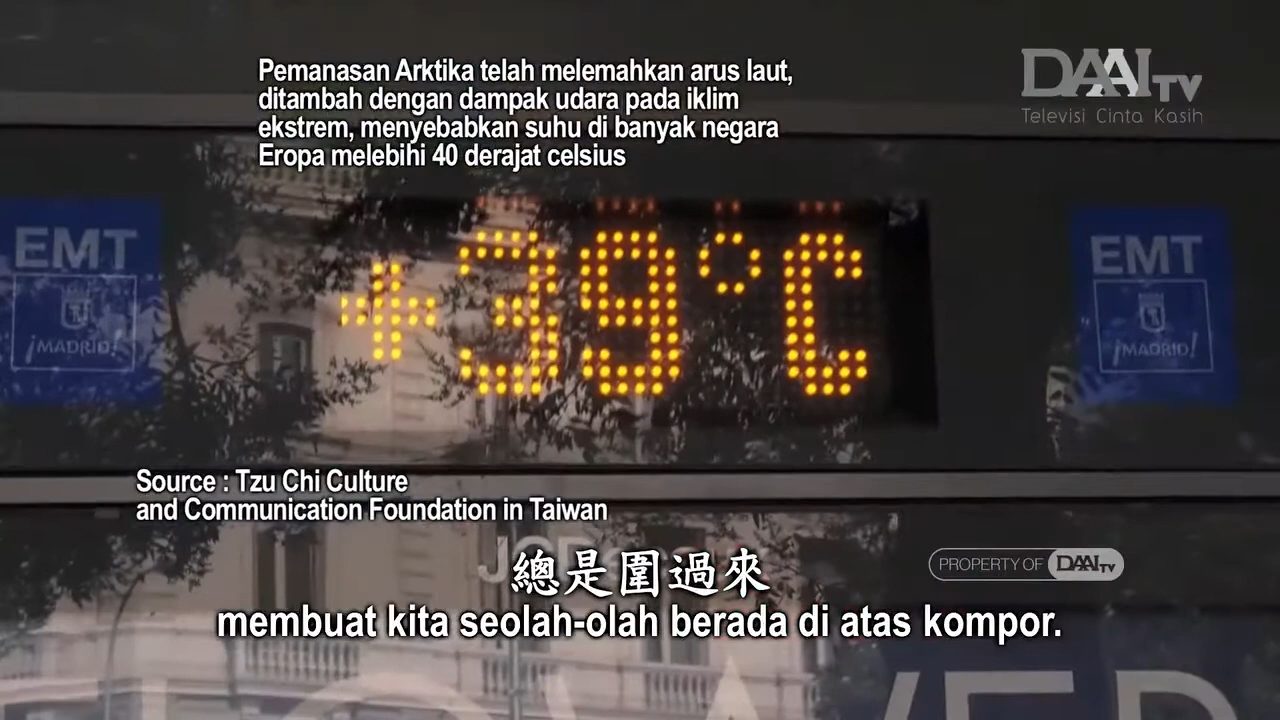 Pemanasan Arktika telah melemahkan arus laut,
ditambah dengan dampak udara pada iklim
ekstrem, menyebabkan suhu di banyak negara
Eropa melebihi 40 derajat celsius
DAAI TV
Televisi Cinta Kasih
EMT
¡MADRID!
+39°C
EMT
¡MADRID!
Source : Tzu Chi Culture
and Communication Foundation in Taiwan
總是圍過來
PROPERTY OF DAAI TV
membuat kita seolah-olah berada di atas kompor.